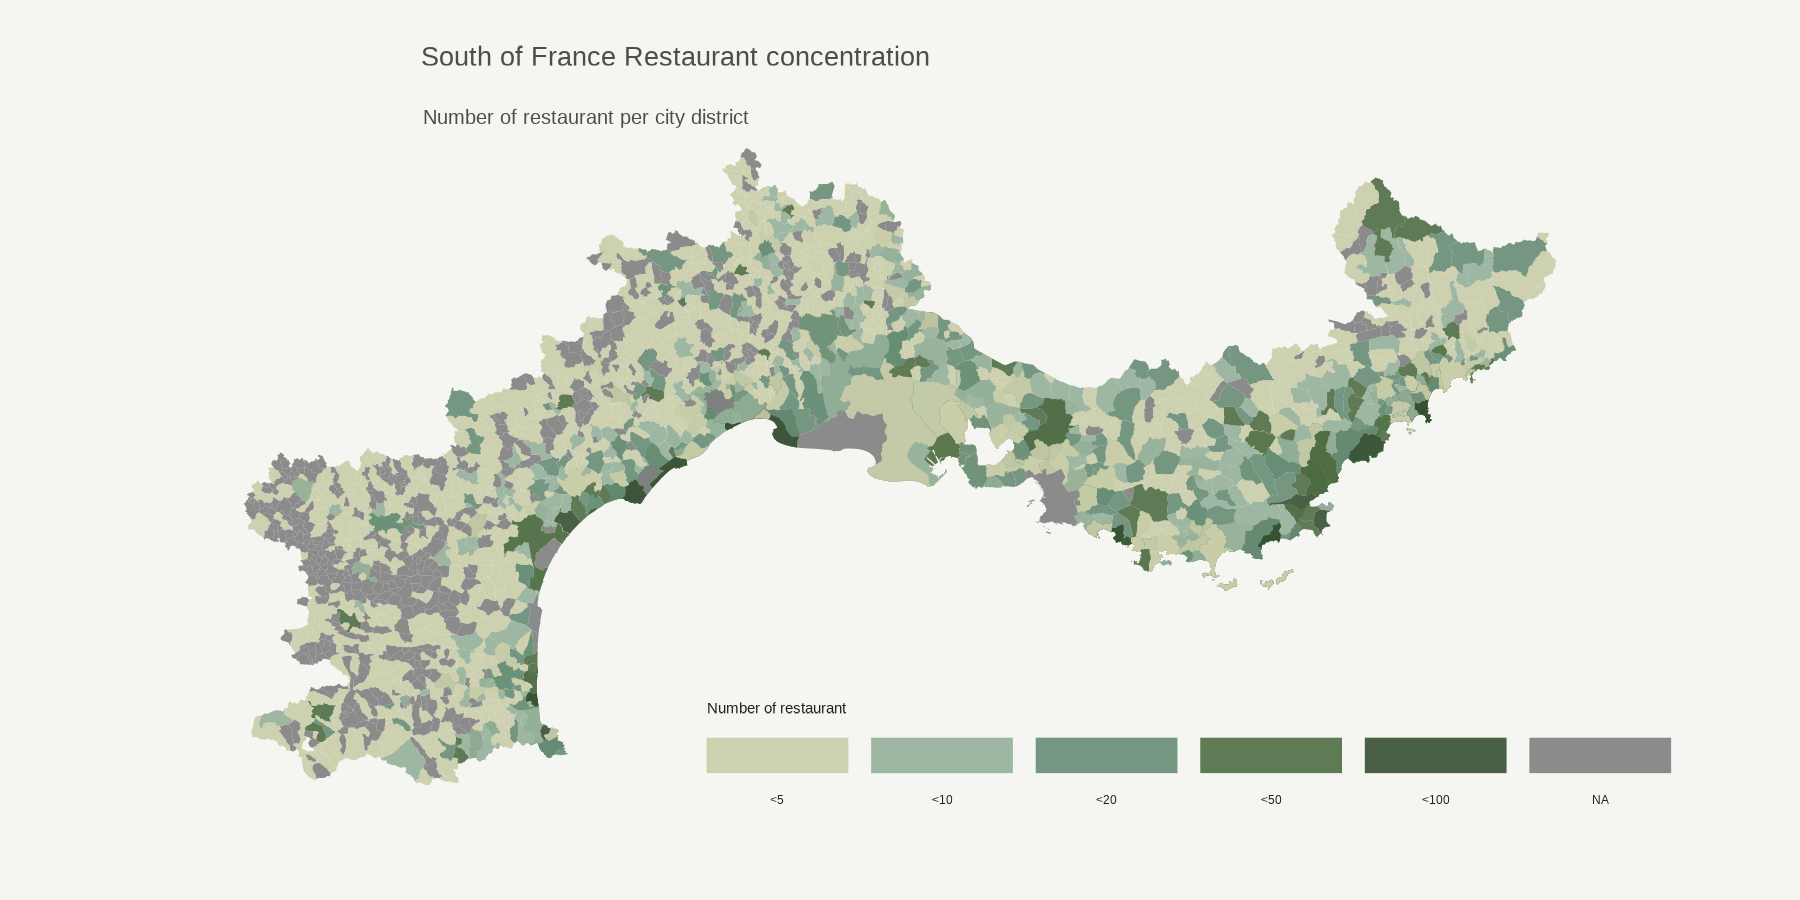 South of France Restaurant concentration
Number of restaurant per city district
Number of restaurant
<5
<10
<20
<50
<100
NA